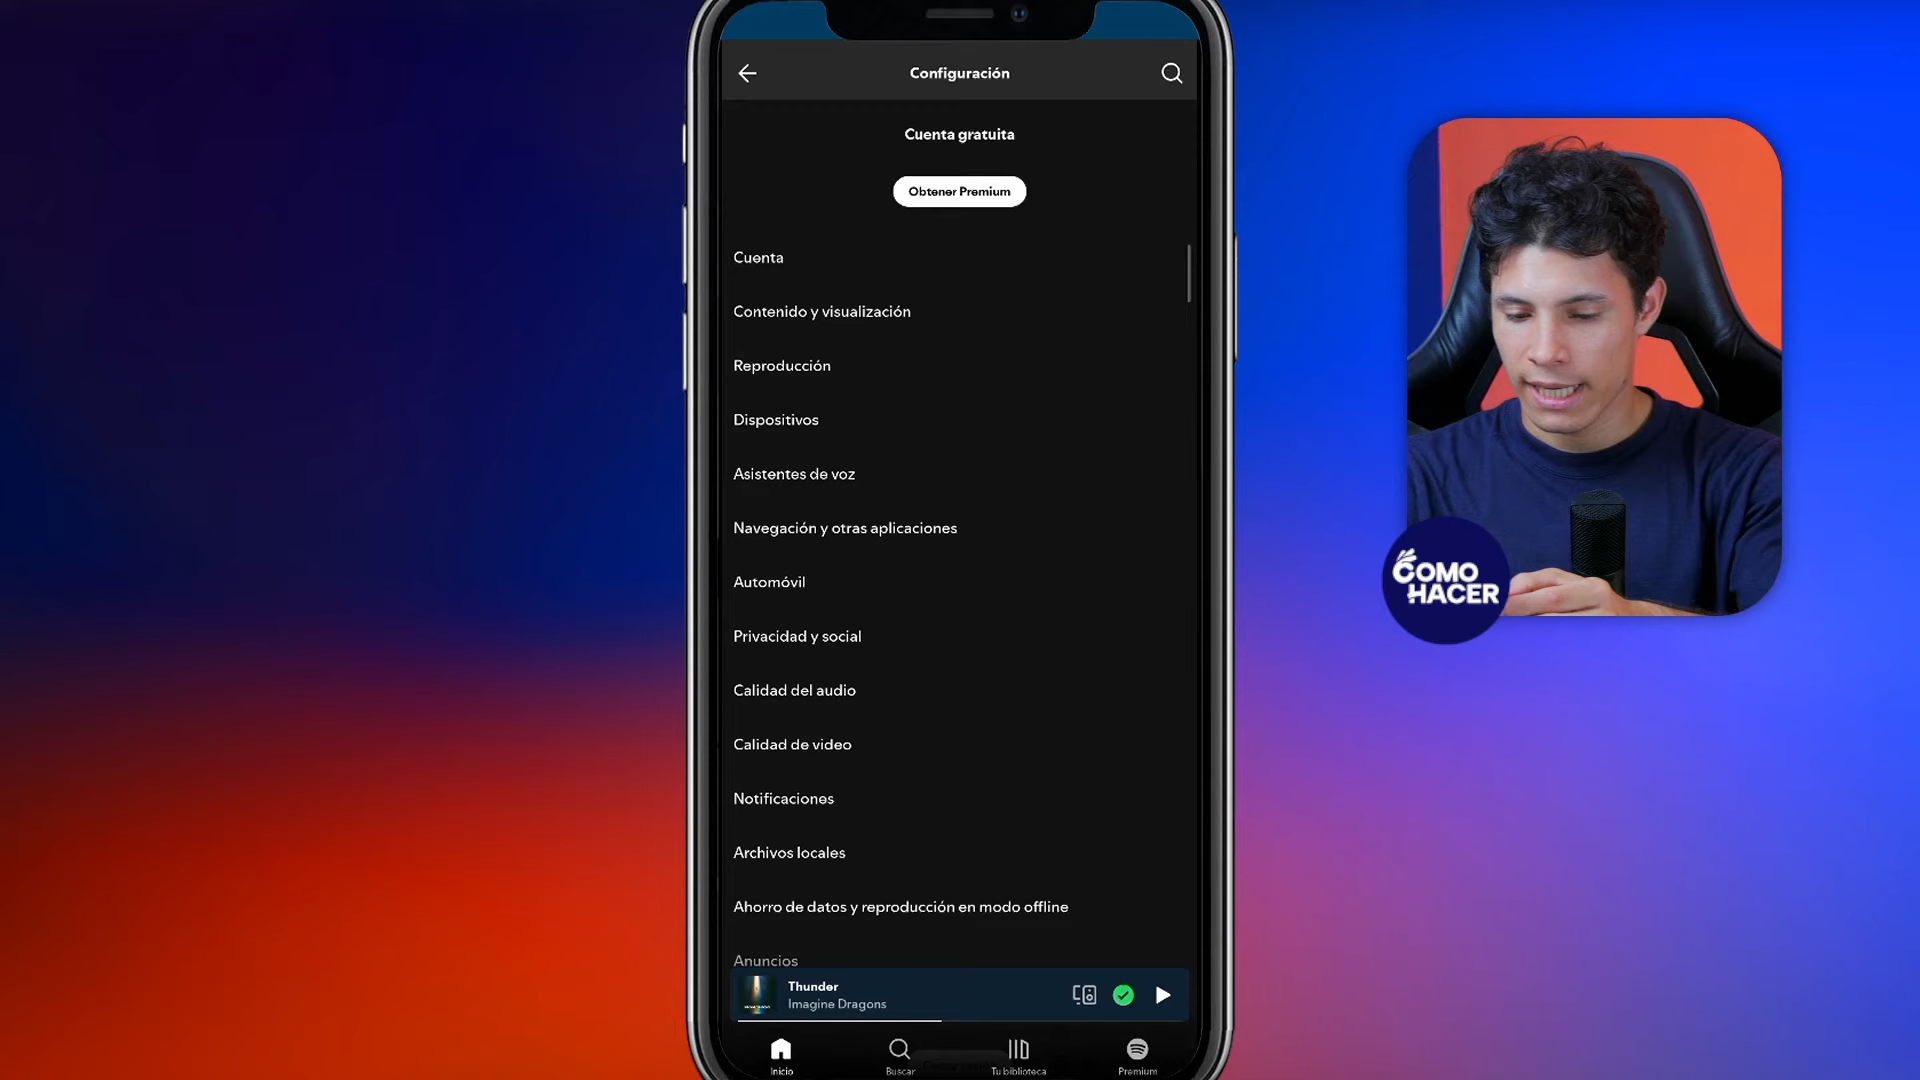 Configuración
Cuenta gratuita
Obtener Premium
Cuenta
Contenido y visualización
Reproducción
Dispositivos
Asistentes de voz
Navegación y otras aplicaciones
Automóvil
Privacidad y social
Calidad del audio
Calidad de video
Notificaciones
Archivos locales
Ahorro de datos y reproducción en modo offline
Anuncios
Thunder
Imagine Dragons
Inicio
Buscar
Tu biblioteca
Premium
COMO
HACER